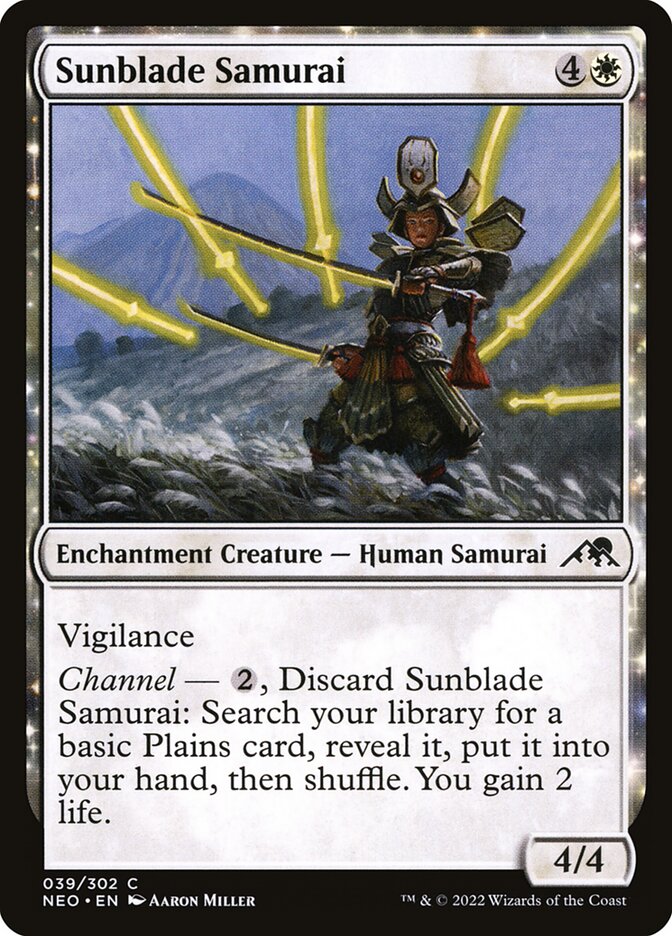 Sunblade Samurai 4
Enchantment Creature — Human Samurai
Vigilance
Channel — 2, Discard Sunblade
Samurai: Search your library for a
basic Plains card, reveal it, put it into
your hand, then shuffle. You gain 2
life.
4/4
039/302 C
NEO • EN AARON MILLER
™ & © 2022 Wizards of the Coast